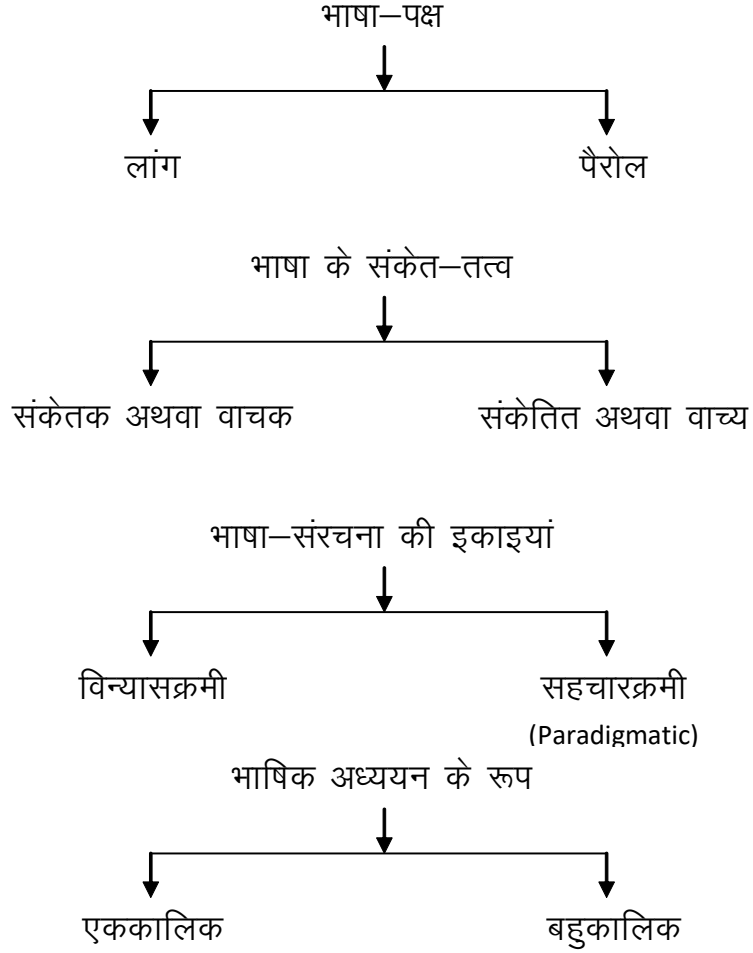 भाषा–पक्ष
लांग पैरोल
भाषा के संकेत–तत्व
संकेतक अथवा वाचक संकेतित अथवा वाच्य
भाषा–संरचना की इकाइयां
विन्यासक्रमी सहचारक्रमी
(Paradigmatic)
भाषिक अध्ययन के रूप
एककालिक बहुकालिक